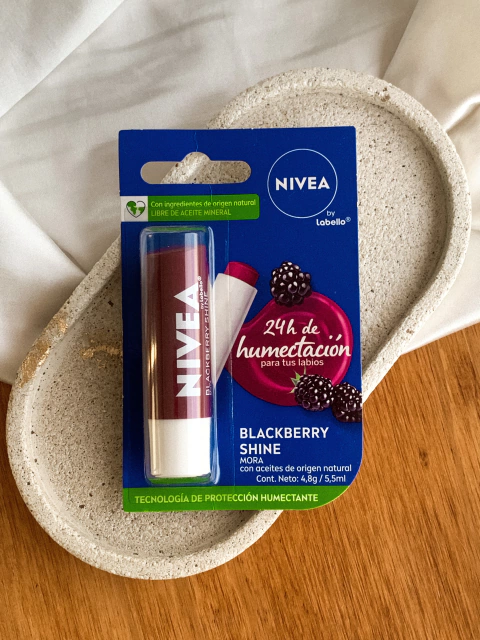 Con ingredientes de origen natural
LIBRE DE ACEITE MINERAL
NIVEA
by
Labello®
NIVEA
by Labello®
BLACKBERRY SHINE
24h de
humectación
para tus labios
BLACKBERRY
SHINE
MORA
con aceites de origen natural
Cont. Neto: 4,8g / 5,5ml
TECNOLOGÍA DE PROTECCIÓN HUMECTANTE